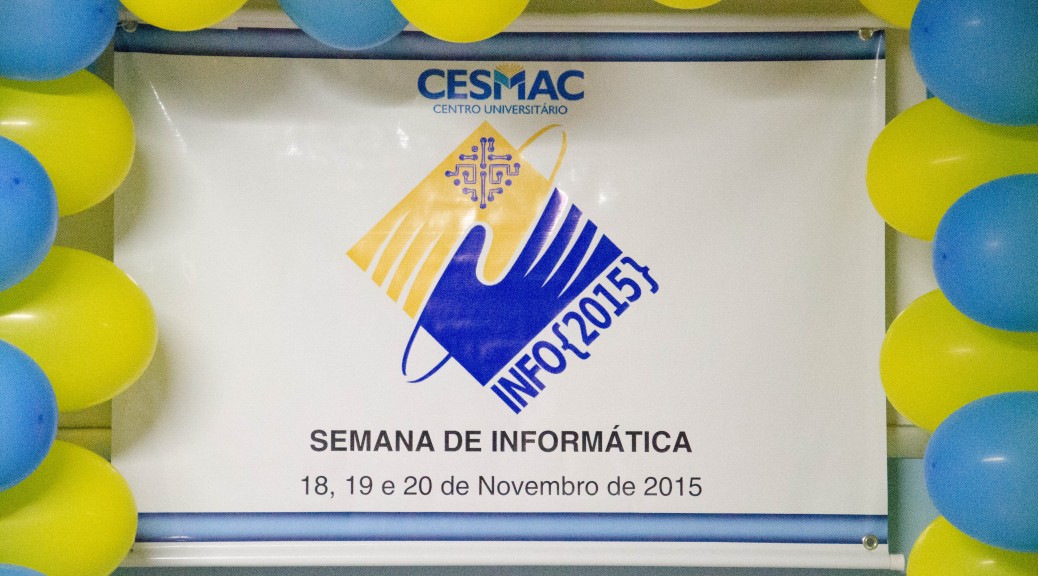 CESMAC
CENTRO UNIVERSITÁRIO
INFO{2015}
SEMANA DE INFORMÁTICA
18, 19 e 20 de Novembro de 2015